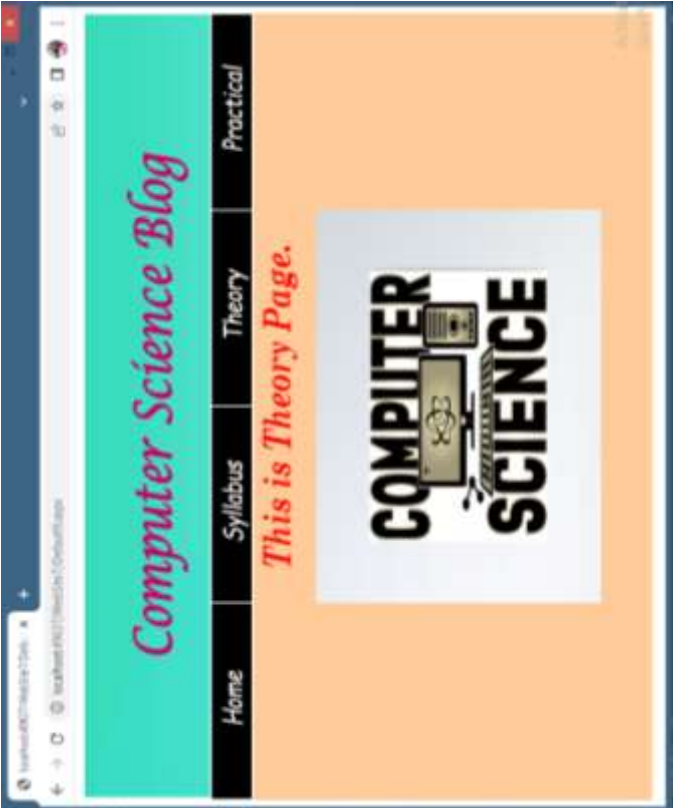 Computer Science Blog
Home Syllabus Theory Practical
This is Theory Page.
COMPUTER
SCIENCE